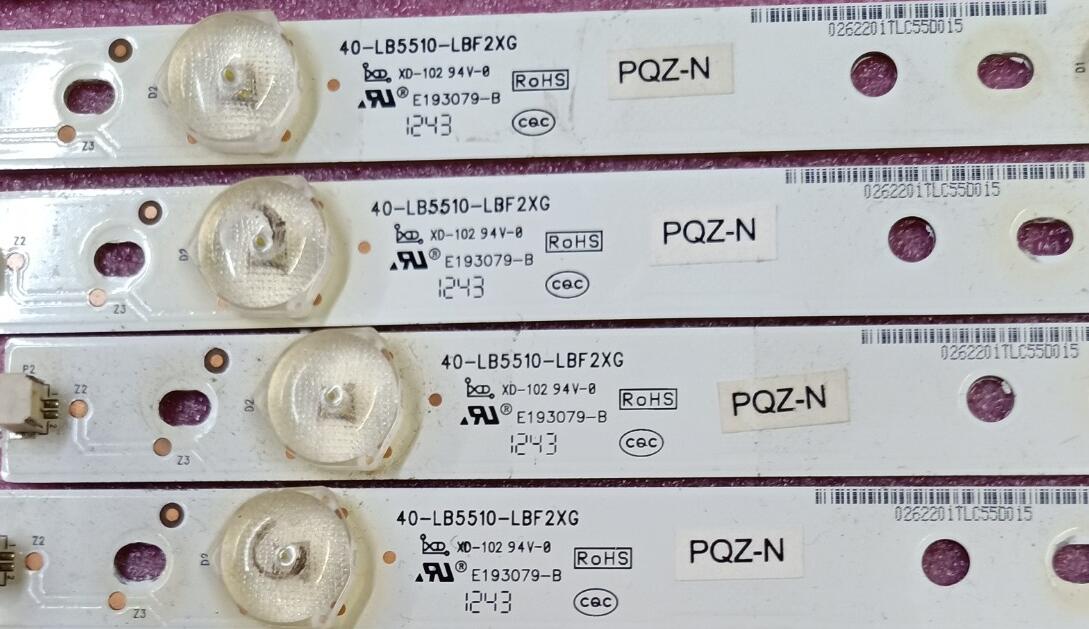 40-LB5510-LBF2XG
XD-102 94V-0
RoHS
E193079-B
1243
CQC
PQZ-N
0262201TLC55D015
D1
D2
Z3
40-LB5510-LBF2XG
XD-102 94V-0
RoHS
E193079-B
1243
CQC
PQZ-N
0262201TLC55D015
Z2
D2
Z3
40-LB5510-LBF2XG
XD-102 94V-0
RoHS
E193079-B
1243
CQC
PQZ-N
0262201TLC55D015
P2
Z2
D2
Z3
40-LB5510-LBF2XG
XD-102 94V-0
RoHS
E193079-B
1243
CQC
PQZ-N
0262201TLC55D015
Z2
D2
Z3